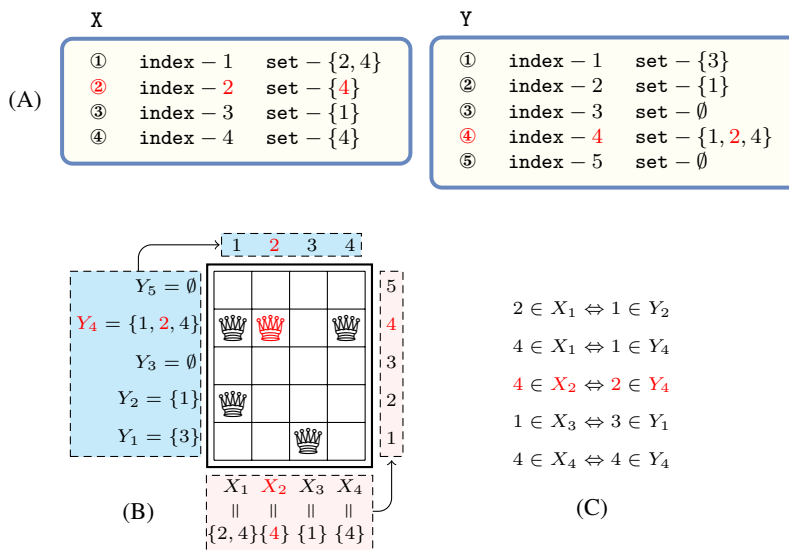 X
① index − 1 set − {2, 4}
② index − 2 set − {4}
③ index − 3 set − {1}
④ index − 4 set − {4}
(A)
Y
① index − 1 set − {3}
② index − 2 set − {1}
③ index − 3 set − ∅
④ index − 4 set − {1, 2, 4}
⑤ index − 5 set − ∅
1 2 3 4
Y₅ = ∅ 5
Y₄ = {1, 2, 4} 4
Y₃ = ∅ 3
Y₂ = {1} 2
Y₁ = {3} 1
X₁ X₂ X₃ X₄
= = = =
{2, 4} {4} {1} {4}
(B)
2 ∈ X₁ ⇔ 1 ∈ Y₂
4 ∈ X₁ ⇔ 1 ∈ Y₄
4 ∈ X₂ ⇔ 2 ∈ Y₄
1 ∈ X₃ ⇔ 3 ∈ Y₁
4 ∈ X₄ ⇔ 4 ∈ Y₄
(C)